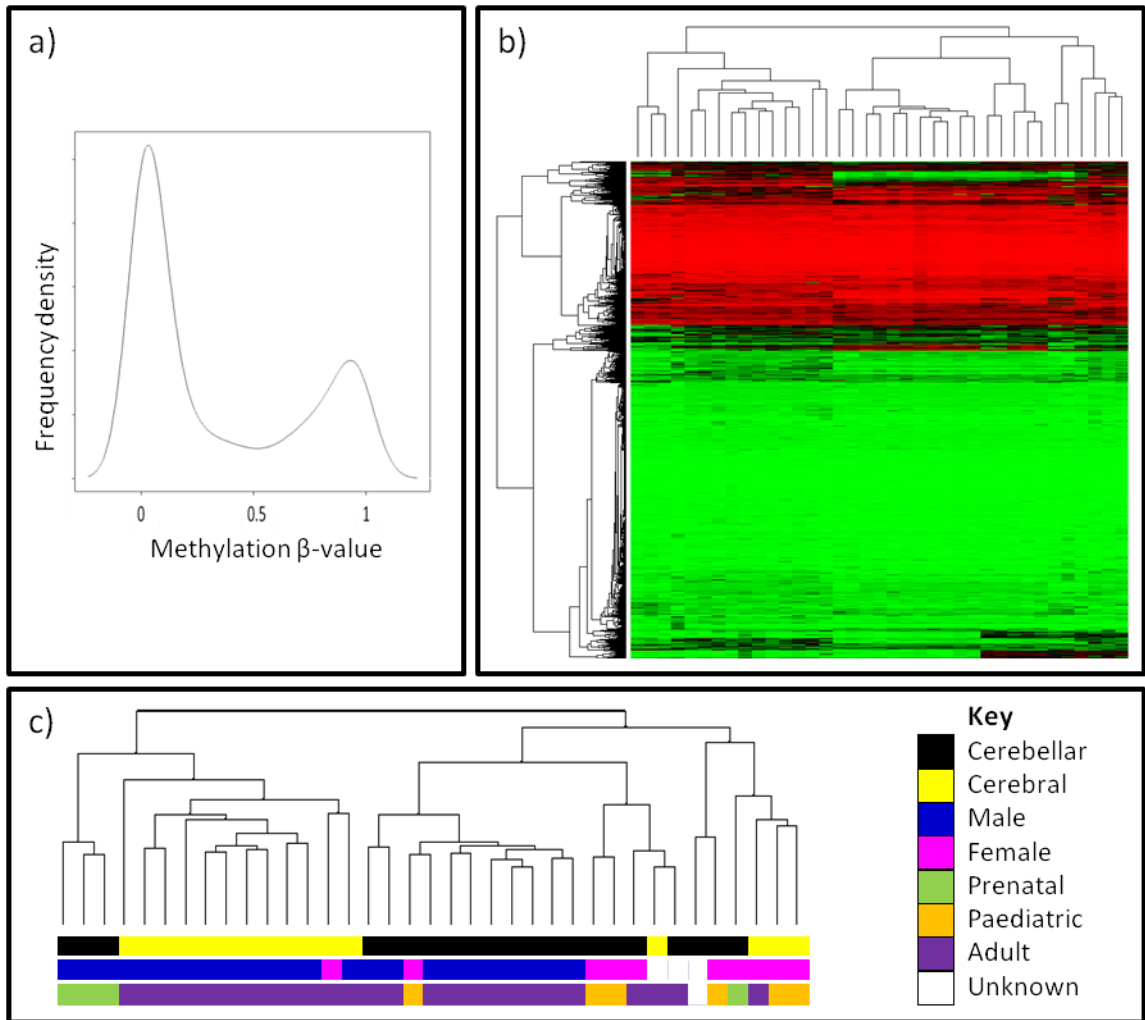 a)
Frequency density
0 0.5 1
Methylation β-value
b)
c)
Key
Cerebellar
Cerebral
Male
Female
Prenatal
Paediatric
Adult
Unknown